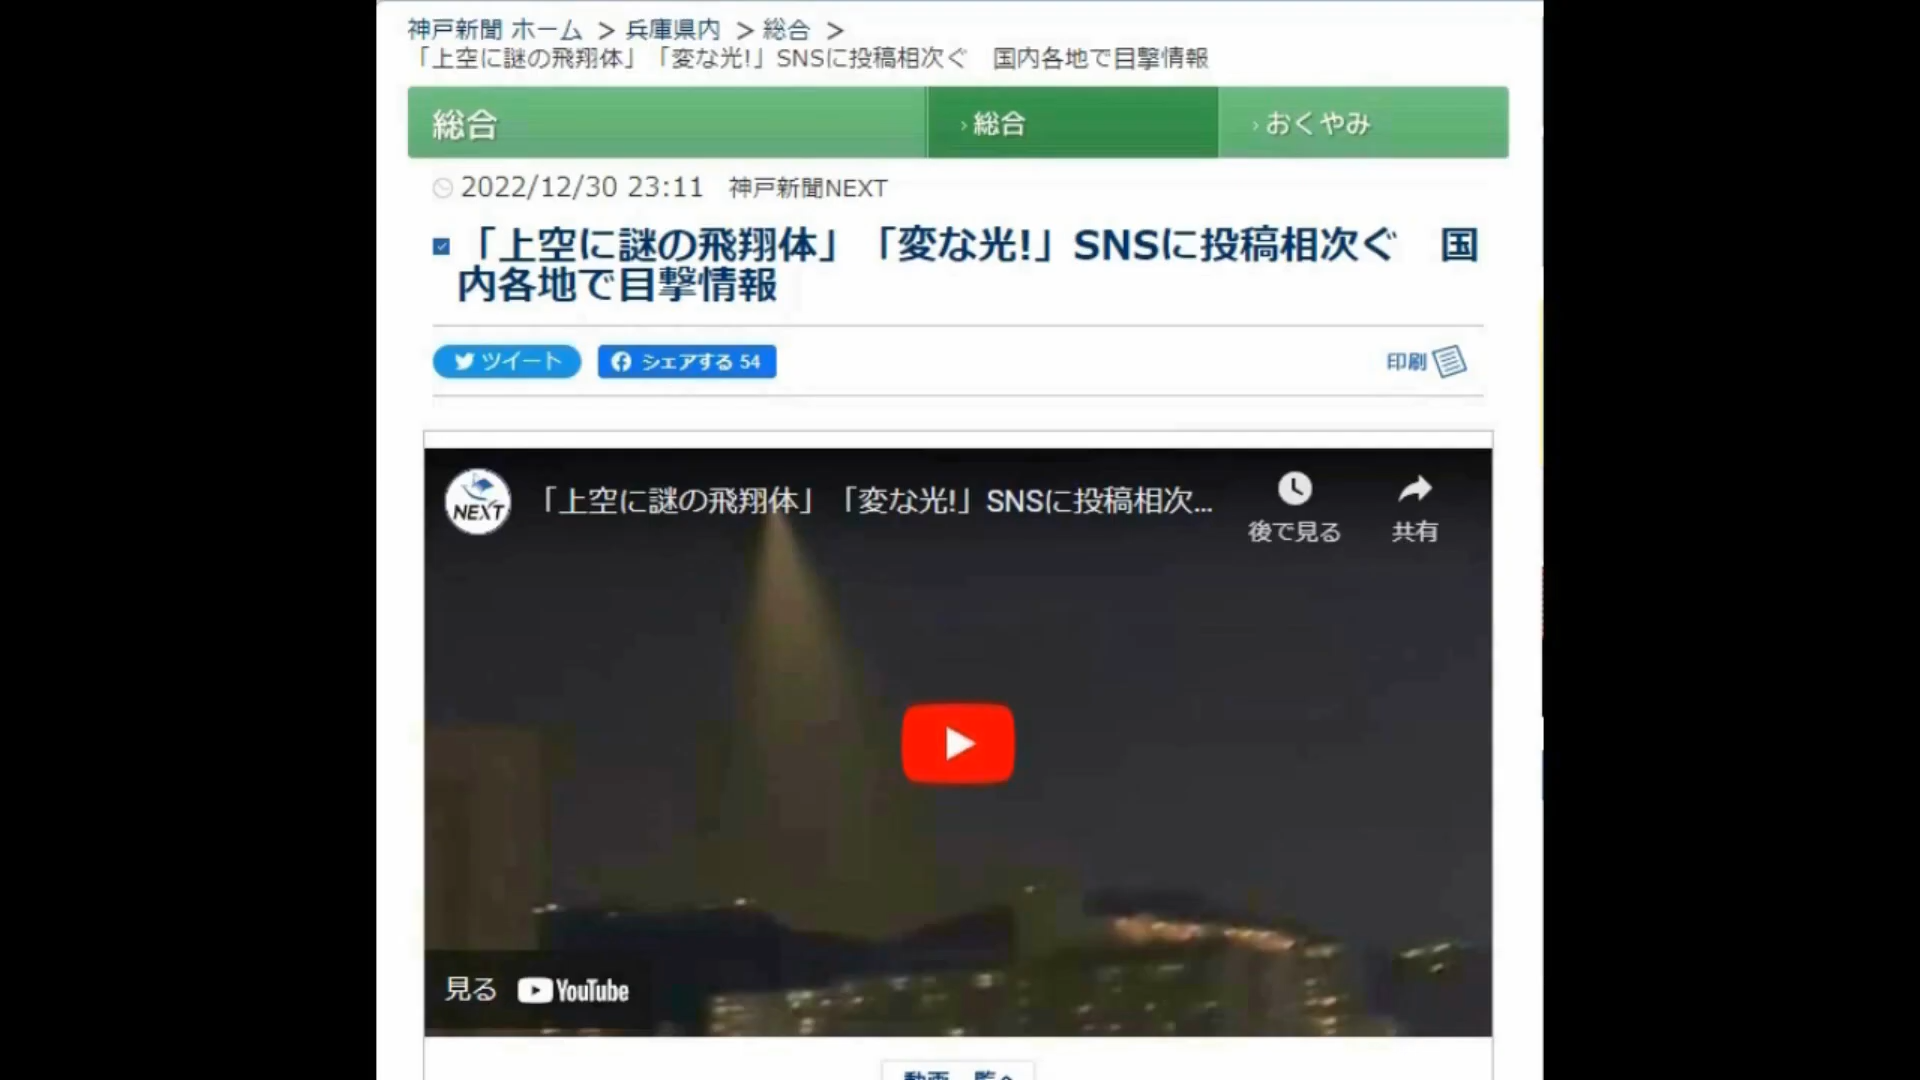 神戸新聞 ホーム > 兵庫県内 > 総合 >
「上空に謎の飛翔体」「変な光!」SNSに投稿相次ぐ 国内各地で目撃情報
総合 › 総合 › おくやみ
2022/12/30 23:11 神戸新聞NEXT
「上空に謎の飛翔体」「変な光!」SNSに投稿相次ぐ 国
内各地で目撃情報
ツイート シェアする 54 印刷
NEXT 「上空に謎の飛翔体」「変な光!」SNSに投稿相次...
後で見る 共有
見る YouTube